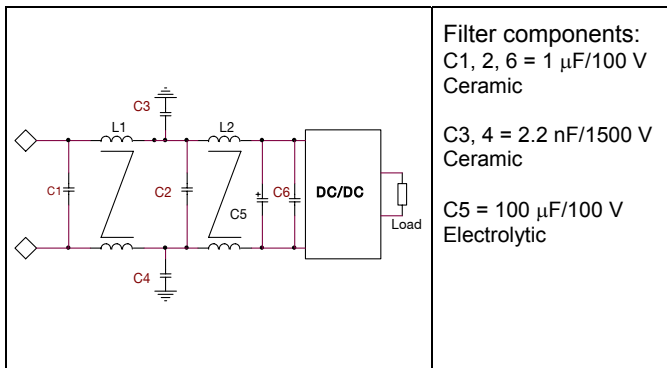 C3
L1
L2
C1
C2
C5
C6
DC/DC
Load
C4
Filter components:
C1, 2, 6 = 1 μF/100 V
Ceramic
C3, 4 = 2.2 nF/1500 V
Ceramic
C5 = 100 μF/100 V
Electrolytic